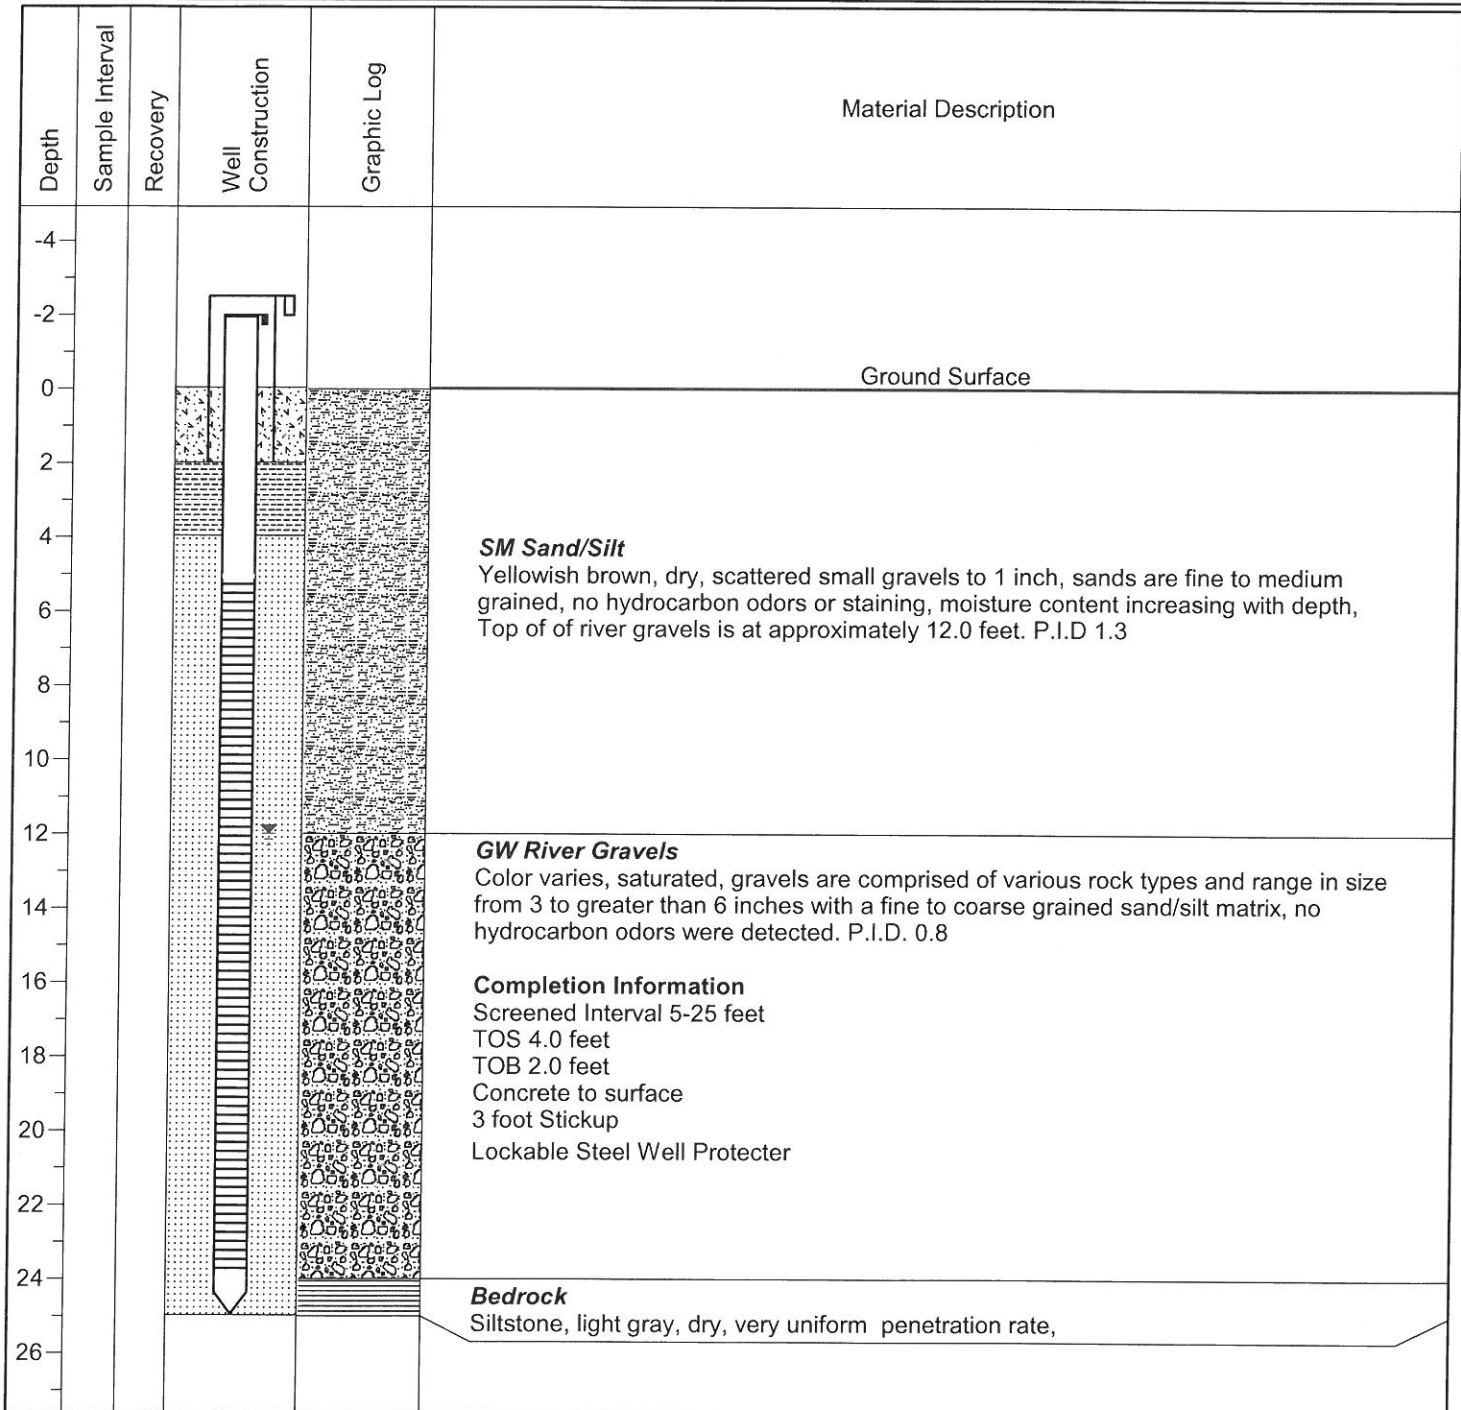 Depth
Sample Interval
Recovery
Well
Construction
Graphic Log
Material Description
-4
-2
0
2
4
6
8
10
12
14
16
18
20
22
24
26
Ground Surface
SM Sand/Silt
Yellowish brown, dry, scattered small gravels to 1 inch, sands are fine to medium
grained, no hydrocarbon odors or staining, moisture content increasing with depth,
Top of of river gravels is at approximately 12.0 feet. P.I.D 1.3
GW River Gravels
Color varies, saturated, gravels are comprised of various rock types and range in size
from 3 to greater than 6 inches with a fine to coarse grained sand/silt matrix, no
hydrocarbon odors were detected. P.I.D. 0.8
Completion Information
Screened Interval 5-25 feet
TOS 4.0 feet
TOB 2.0 feet
Concrete to surface
3 foot Stickup
Lockable Steel Well Protecter
Bedrock
Siltstone, light gray, dry, very uniform  penetration rate,